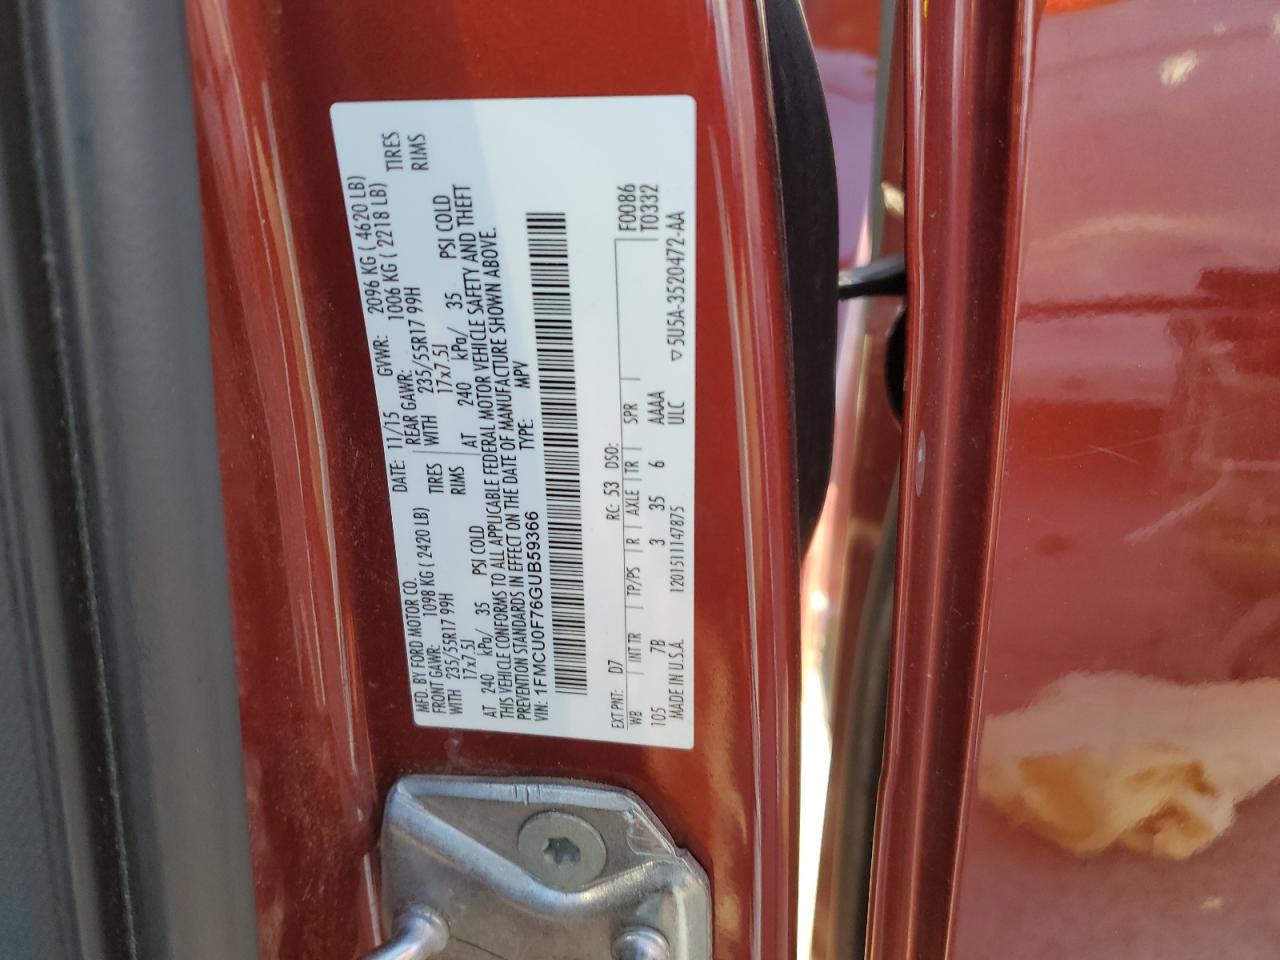 MFD. BY FORD MOTOR CO. DATE: 11/15 GVWR: 2096 KG ( 4620 LB)
FRONT GAWR: 1098 KG ( 2420 LB) REAR GAWR: 1006 KG ( 2218 LB)
WITH 235/55R17 99H TIRES WITH 235/55R17 99H TIRES
17x7.5J RIMS 17x7.5J RIMS
AT 240 kPa/ 35 PSI COLD AT 240 kPa/ 35 PSI COLD
THIS VEHICLE CONFORMS TO ALL APPLICABLE FEDERAL MOTOR VEHICLE SAFETY AND THEFT
PREVENTION STANDARDS IN EFFECT ON THE DATE OF MANUFACTURE SHOWN ABOVE.
VIN: 1FMCU0F76GUB59366 TYPE: MPV
EXT PNT: D7 RC: 53 DSO: F0086
WB INT TR TP/PS R AXLE TR SPR T0332
105 7B 3 35 6 AAAA
MADE IN U.S.A. 1201511147875 ULC ▽5U5A-3520472-AA